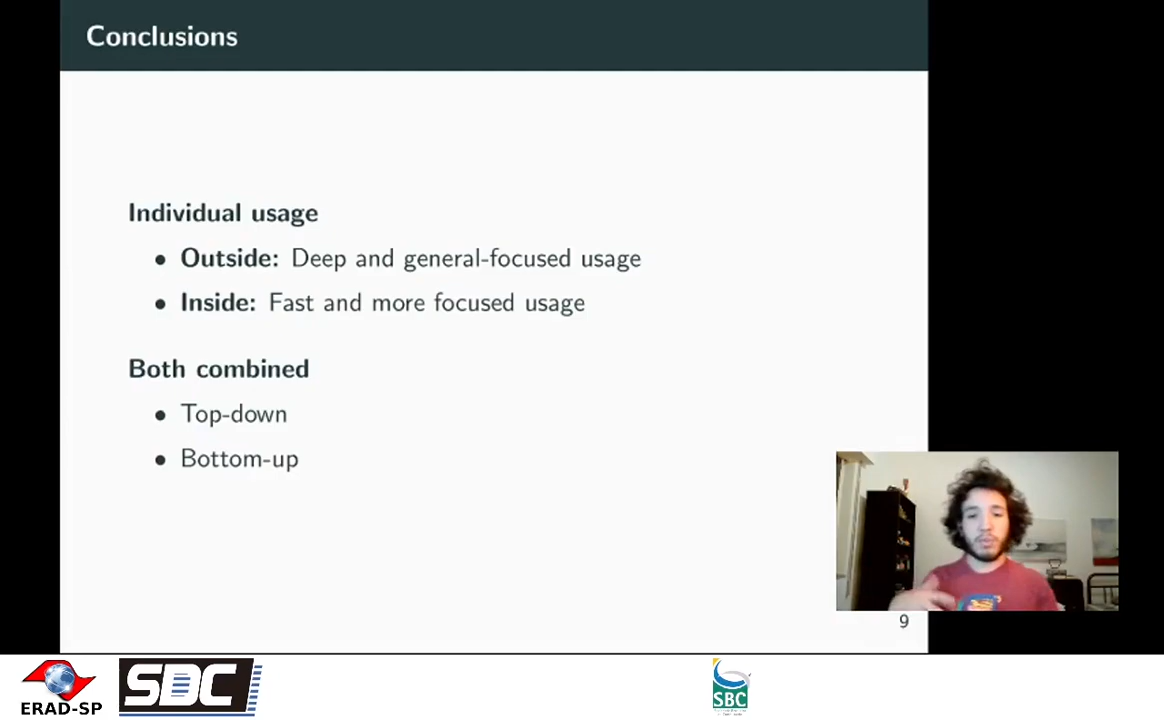 Conclusions
Individual usage
• Outside: Deep and general-focused usage
• Inside: Fast and more focused usage
Both combined
• Top-down
• Bottom-up
9
ERAD-SP
SDC
SBC